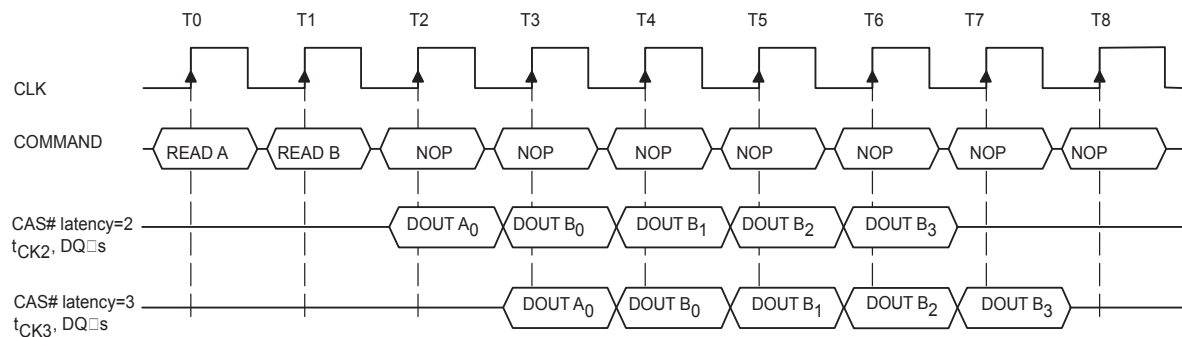 T0 T1 T2 T3 T4 T5 T6 T7 T8
CLK
COMMAND READ A READ B NOP NOP NOP NOP NOP NOP NOP
CAS# latency=2 DOUT A0 DOUT B0 DOUT B1 DOUT B2 DOUT B3
tCK2, DQ□s
CAS# latency=3 DOUT A0 DOUT B0 DOUT B1 DOUT B2 DOUT B3
tCK3, DQ□s